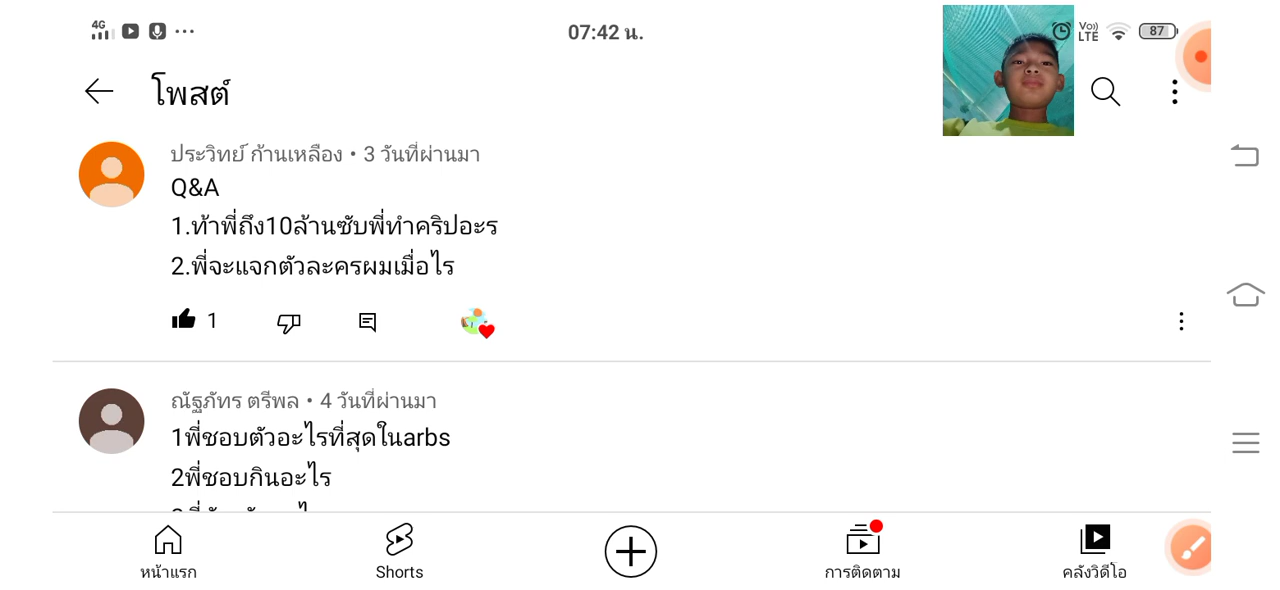 4G
07:42 น.
Vo))
LTE
87
โพสต์
ประวิทย์ ก้านเหลือง • 3 วันที่ผ่านมา
Q&A
1.ท้าพี่ถึง10ล้านซับพี่ทำคริปอะร
2.พี่จะแจกตัวละครผมเมื่อไร
1
ณัฐภัทร ตรีพล • 4 วันที่ผ่านมา
1พี่ชอบตัวอะไรที่สุดในarbs
2พี่ชอบกินอะไร
หน้าแรก
Shorts
การติดตาม
คลังวิดีโอ